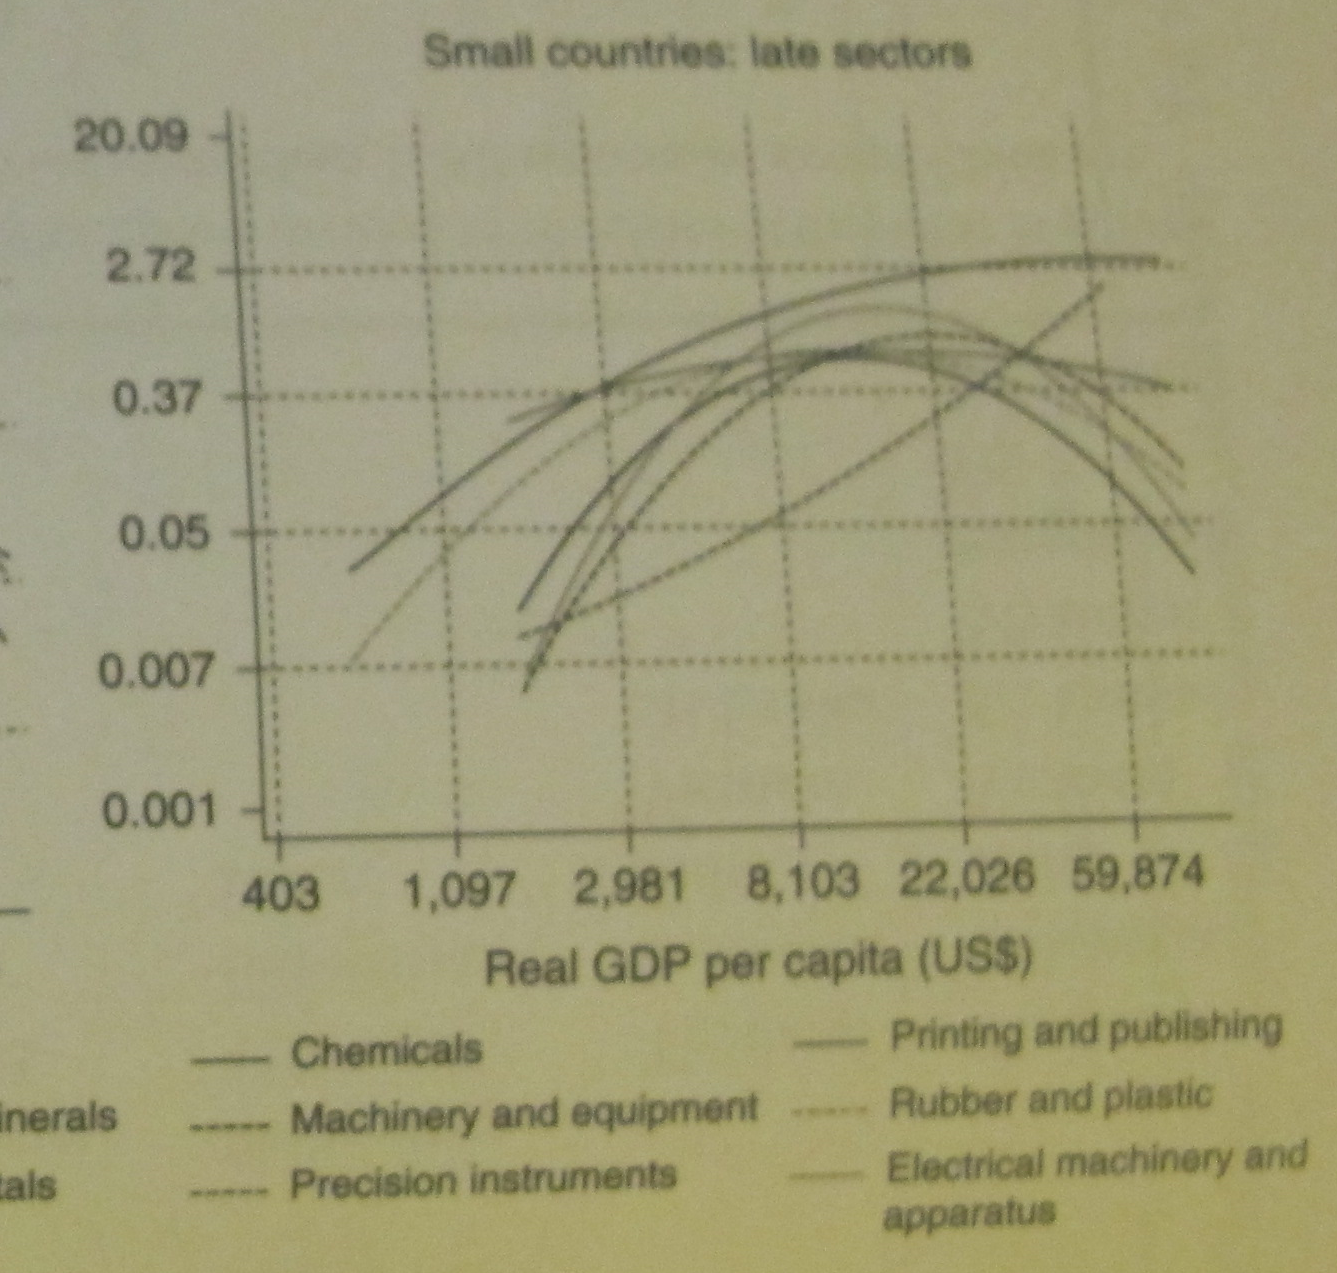 Small countries: late sectors
20.09
2.72
0.37
0.05
0.007
0.001
403 1,097 2,981 8,103 22,026 59,874
Real GDP per capita (US$)
Chemicals
Machinery and equipment
Precision instruments
Printing and publishing
Rubber and plastic
Electrical machinery and
apparatus
inerals
tals